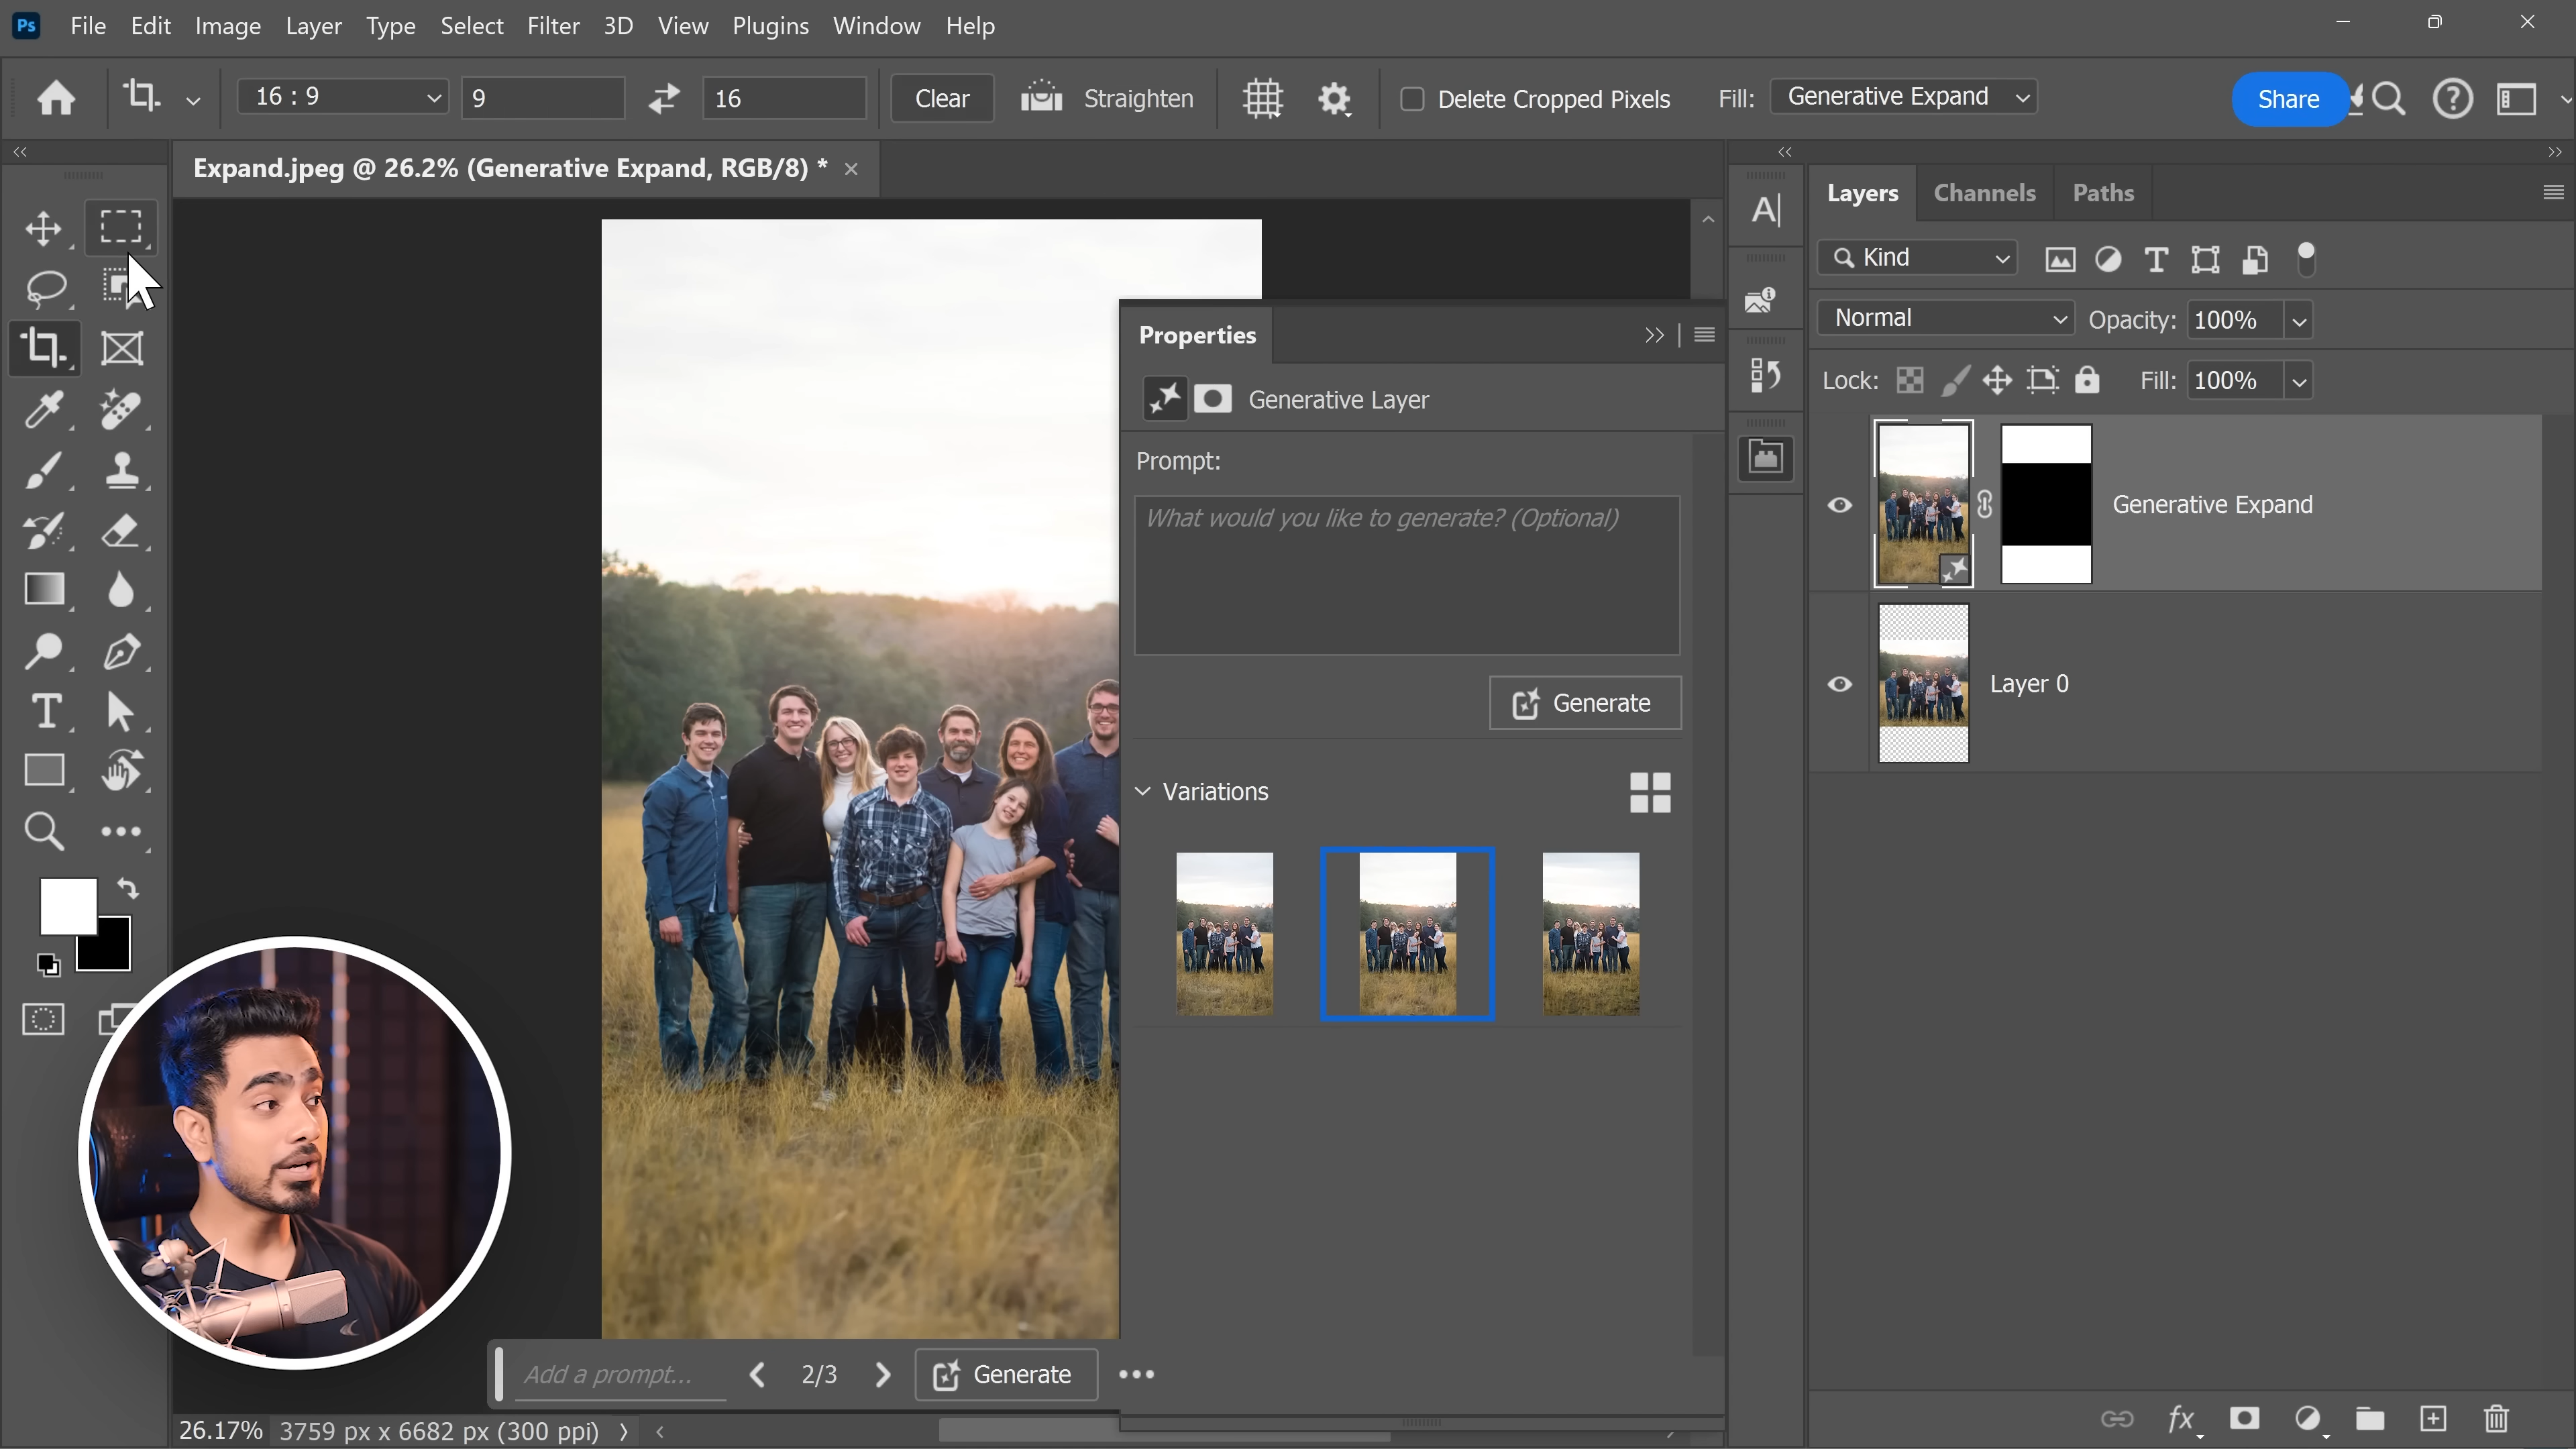 Ps File Edit Image Layer Type Select Filter 3D View Plugins Window Help
16 : 9 9 16 Clear Straighten Delete Cropped Pixels Fill: Generative Expand Share
Expand.jpeg @ 26.2% (Generative Expand, RGB/8) *
Layers Channels Paths
Kind
Normal Opacity: 100%
Lock: Fill: 100%
Generative Expand
Layer 0
Properties
Generative Layer
Prompt:
What would you like to generate? (Optional)
Generate
Variations
Add a prompt... 2/3 Generate
26.17% 3759 px x 6682 px (300 ppi)
fx